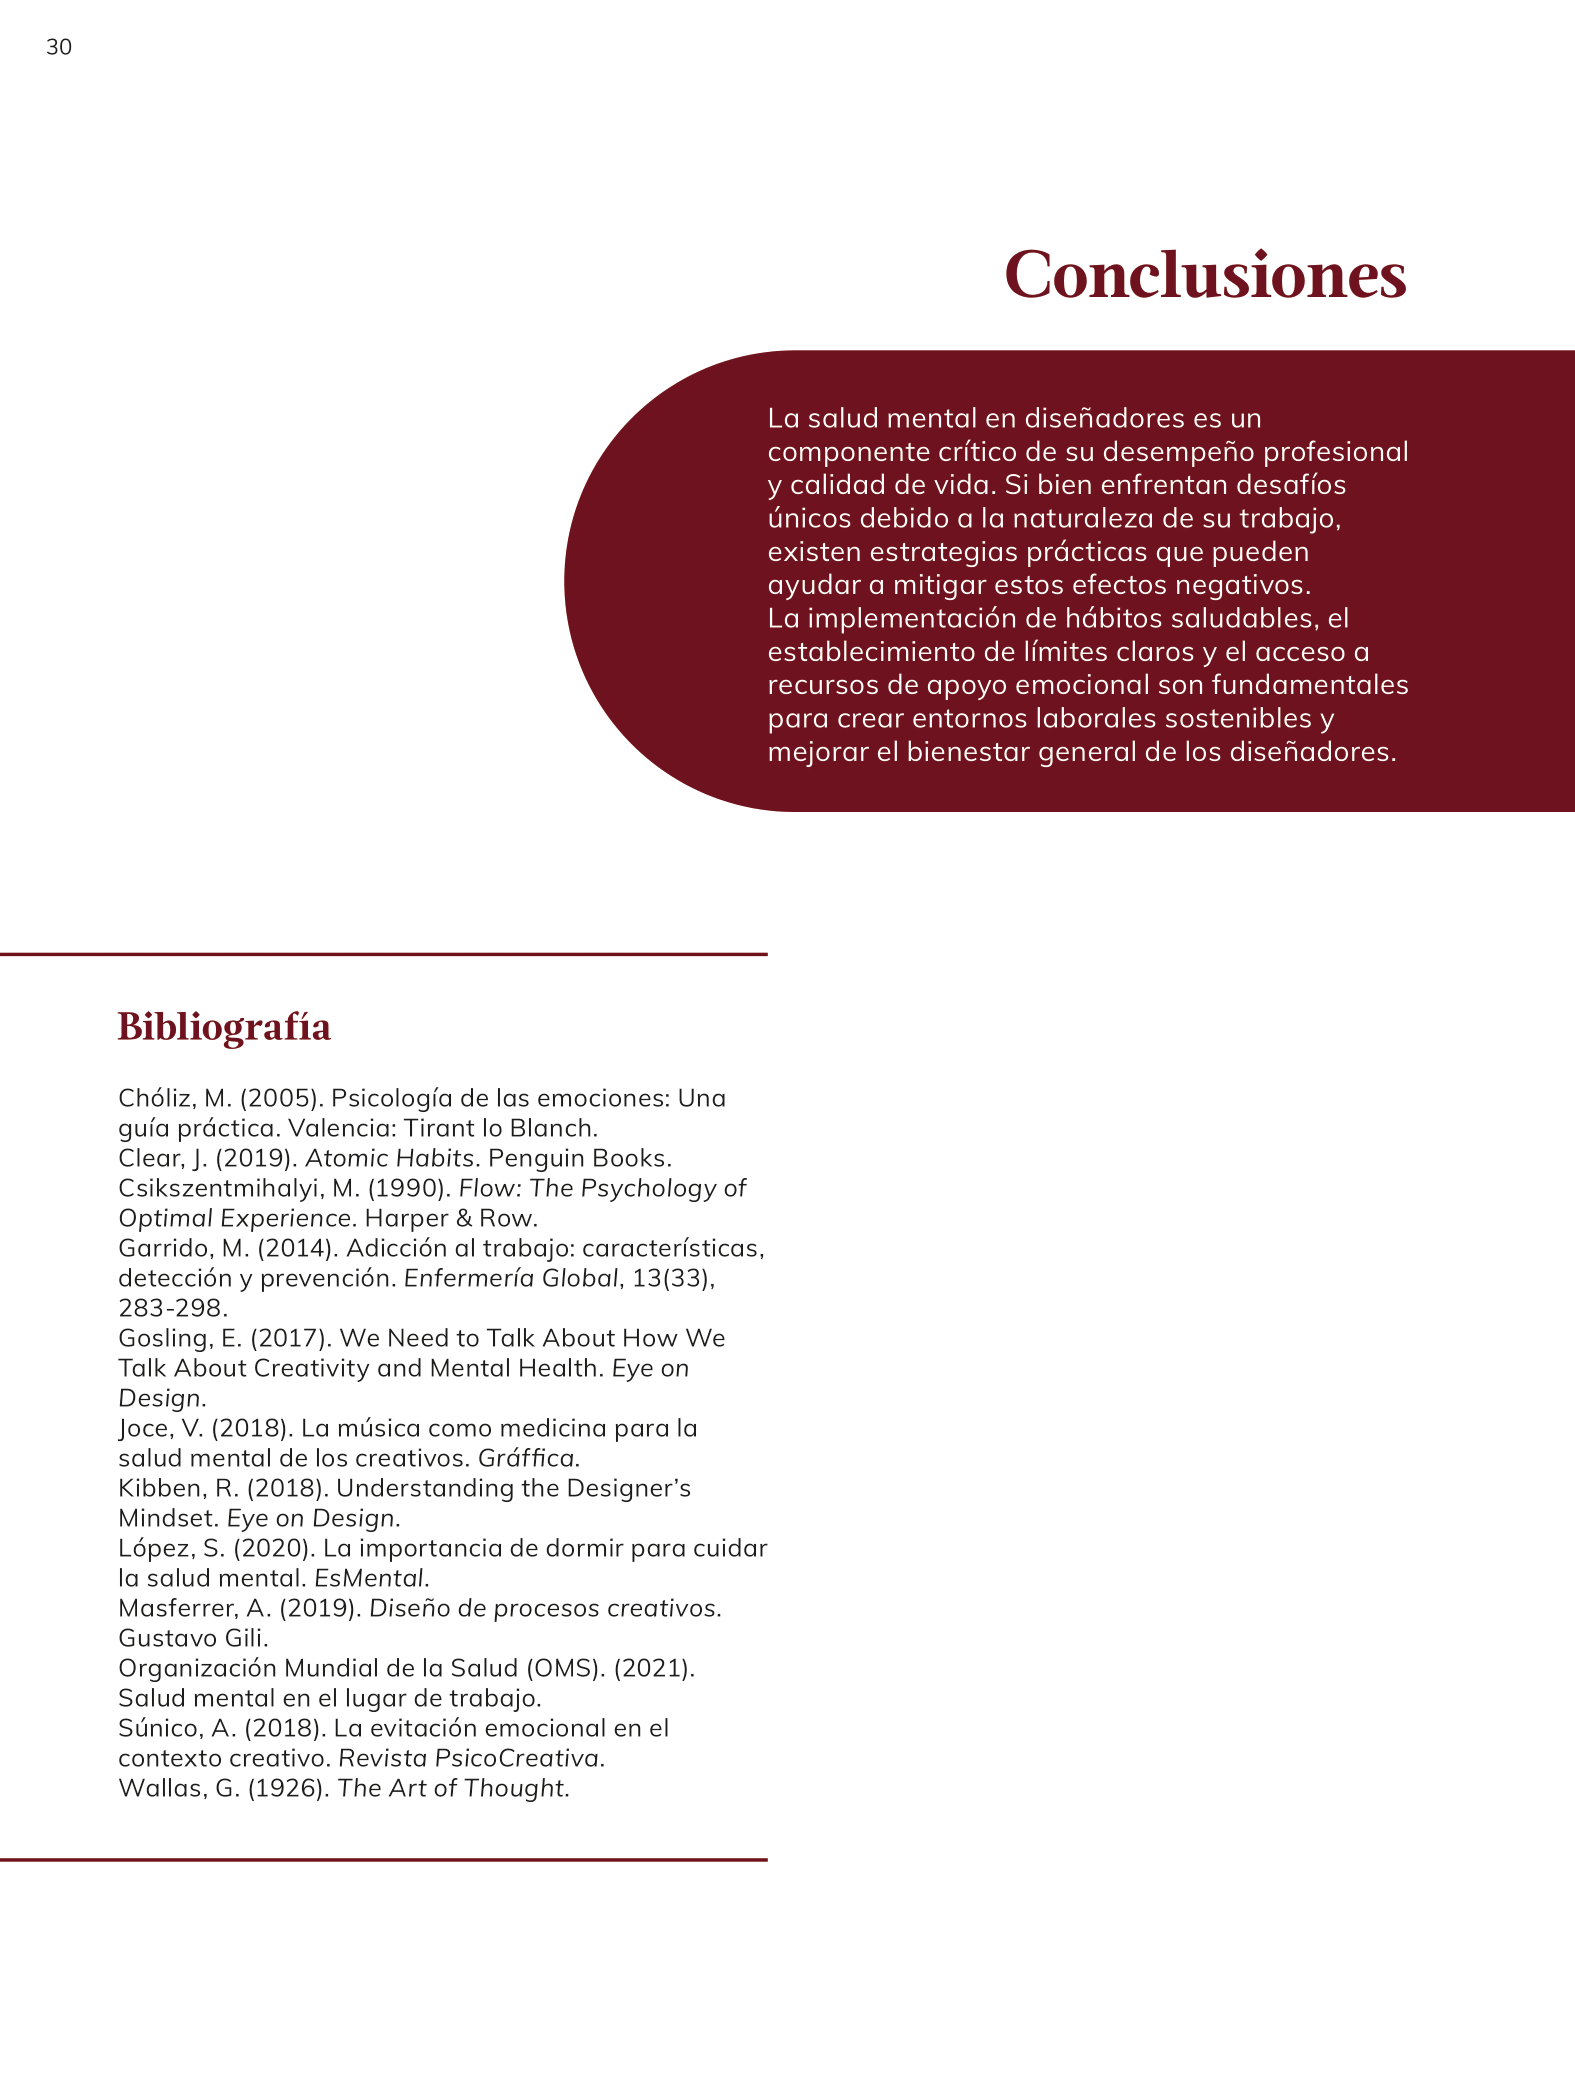 30
Conclusiones
La salud mental en diseñadores es un
componente crítico de su desempeño profesional
y calidad de vida. Si bien enfrentan desafíos
únicos debido a la naturaleza de su trabajo,
existen estrategias prácticas que pueden
ayudar a mitigar estos efectos negativos.
La implementación de hábitos saludables, el
establecimiento de límites claros y el acceso a
recursos de apoyo emocional son fundamentales
para crear entornos laborales sostenibles y
mejorar el bienestar general de los diseñadores.
Bibliografía
Chóliz, M. (2005). Psicología de las emociones: Una
guía práctica. Valencia: Tirant lo Blanch.
Clear, J. (2019). Atomic Habits. Penguin Books.
Csikszentmihalyi, M. (1990). Flow: The Psychology of
Optimal Experience. Harper & Row.
Garrido, M. (2014). Adicción al trabajo: características,
detección y prevención. Enfermería Global, 13(33),
283-298.
Gosling, E. (2017). We Need to Talk About How We
Talk About Creativity and Mental Health. Eye on
Design.
Joce, V. (2018). La música como medicina para la
salud mental de los creativos. Gráffica.
Kibben, R. (2018). Understanding the Designer’s
Mindset. Eye on Design.
López, S. (2020). La importancia de dormir para cuidar
la salud mental. EsMental.
Masferrer, A. (2019). Diseño de procesos creativos.
Gustavo Gili.
Organización Mundial de la Salud (OMS). (2021).
Salud mental en el lugar de trabajo.
Súnico, A. (2018). La evitación emocional en el
contexto creativo. Revista PsicoCreativa.
Wallas, G. (1926). The Art of Thought.